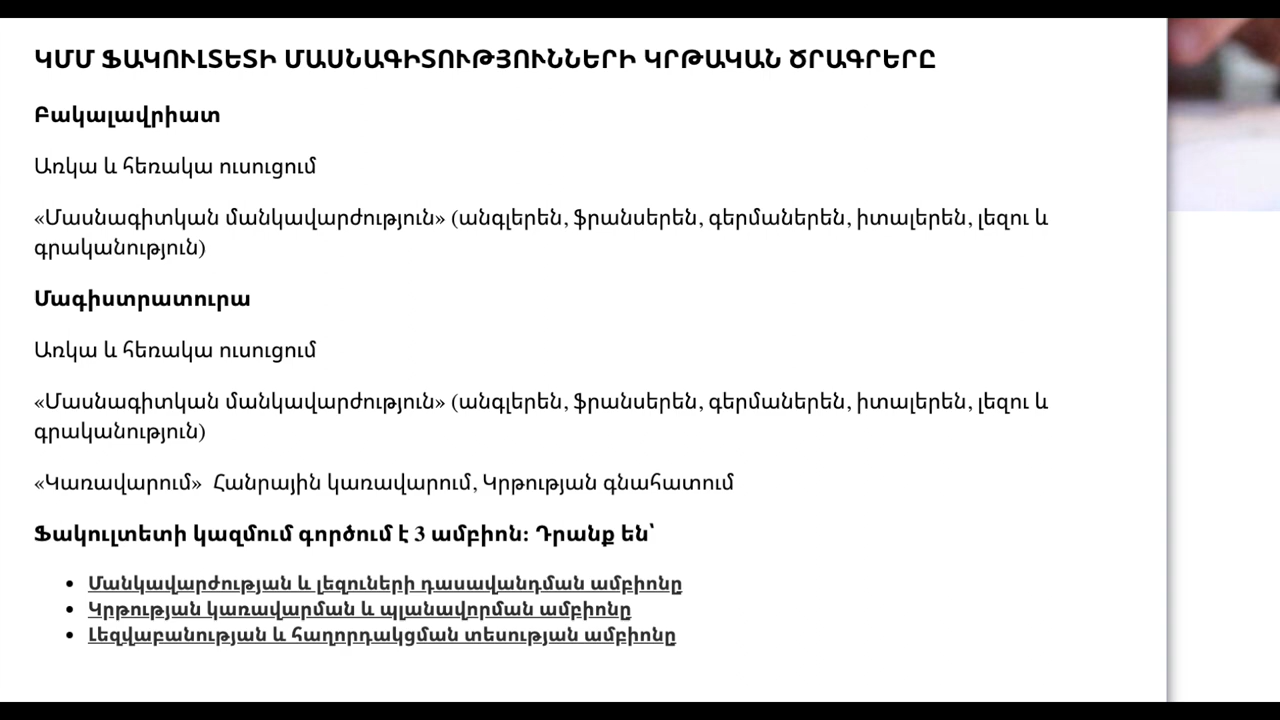 ԿՄՄ ՖԱԿՈՒԼՏԵՏԻ ՄԱՍՆԱԳԻՏՈՒԹՅՈՒՆՆԵՐԻ ԿՐԹԱԿԱՆ ԾՐԱԳՐԵՐԸ
Բակալավրիատ
Առկա և հեռակա ուսուցում
«Մասնագիտկան մանկավարժություն» (անգլերեն, ֆրանսերեն, գերմաներեն, իտալերեն, լեզու և
գրականություն)
Մագիստրատուրա
Առկա և հեռակա ուսուցում
«Մասնագիտկան մանկավարժություն» (անգլերեն, ֆրանսերեն, գերմաներեն, իտալերեն, լեզու և
գրականություն)
«Կառավարում» Հանրային կառավարում, Կրթության գնահատում
Ֆակուլտետի կազմում գործում է 3 ամբիոն: Դրանք են՝
• Մանկավարժության և լեզուների դասավանդման ամբիոնը
• Կրթության կառավարման և պլանավորման ամբիոնը
• Լեզվաբանության և հաղորդակցման տեսության ամբիոնը